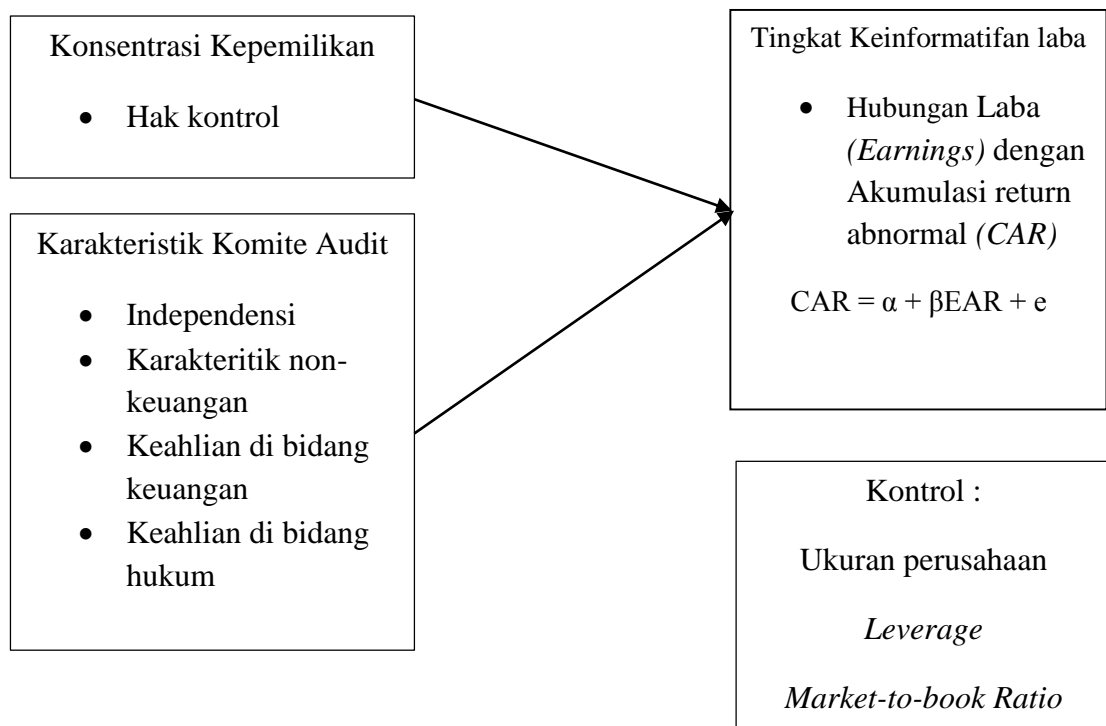 Konsentrasi Kepemilikan
• Hak kontrol
Karakteristik Komite Audit
• Independensi
• Karakteritik non-
keuangan
• Keahlian di bidang
keuangan
• Keahlian di bidang
hukum
Tingkat Keinformatifan laba
• Hubungan Laba
(Earnings) dengan
Akumulasi return
abnormal (CAR)
CAR = α + βEAR + e
Kontrol :
Ukuran perusahaan
Leverage
Market-to-book Ratio